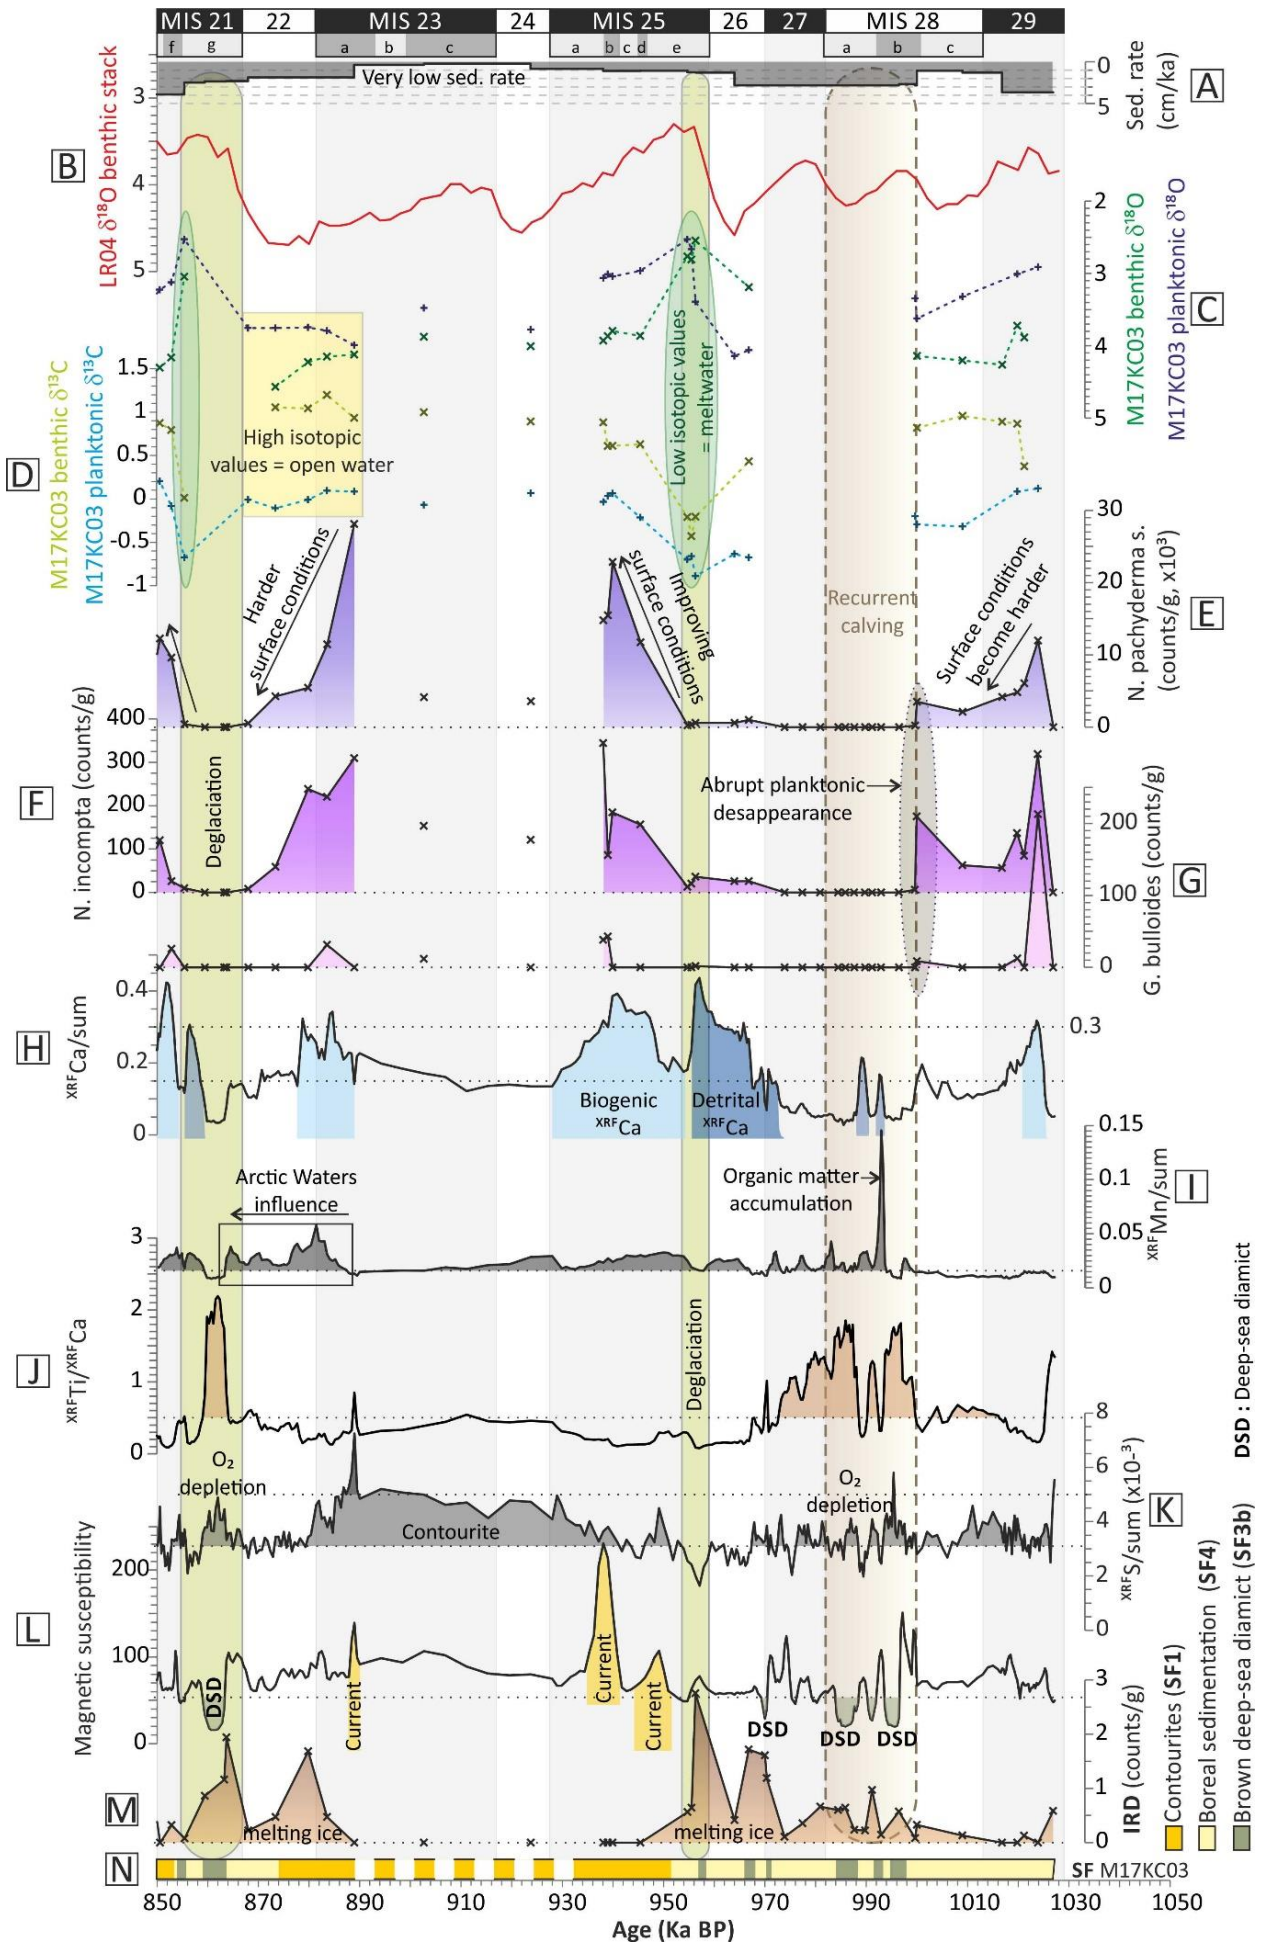 MIS 21 22 MIS 23 24 MIS 25 26 27 MIS 28 29
f g a b c a b c d e a b c
Very low sed. rate
0
5
Sed. rate
(cm/ka)
A
3
4
5
LR04 δ¹⁸O benthic stack
B
2
3
4
5
M17KC03 benthic δ¹⁸O
M17KC03 planktonic δ¹⁸O
C
1.5
1
0.5
0
-0.5
-1
M17KC03 benthic δ¹³C
M17KC03 planktonic δ¹³C
D
High isotopic
values = open water
Low isotopic values
= meltwater
30
20
10
0
N. pachyderma s.
(counts/g, x10³)
E
Harder
surface conditions
Improving
surface conditions
Recurrent
calving
Surface conditions
become harder
400
300
200
100
0
N. incompta (counts/g)
F
Deglaciation
Abrupt planktonic
desappearance
200
100
0
G. bulloides (counts/g)
G
0.4
0.2
0
XRFCa/sum
H
0.3
Biogenic
XRFCa
Detrital
XRFCa
0.15
0.1
0.05
0
XRFMn/sum
I
Arctic Waters
influence
Organic matter
accumulation
3
2
1
0
XRFTi/XRFCa
J
Deglaciation
8
6
4
2
0
XRFS/sum (x10-³)
K
O₂
depletion
Contourite
O₂
depletion
200
100
0
Magnetic susceptibility
L
DSD
Current
Current
Current
DSD
DSD
DSD
3
2
1
0
IRD (counts/g)
M
melting ice
melting ice
N
SF M17KC03
850 870 890 910 930 950 970 990 1010 1030 1050
Age (Ka BP)
Contourites (SF1)
Boreal sedimentation (SF4)
Brown deep-sea diamict (SF3b)
DSD : Deep-sea diamict